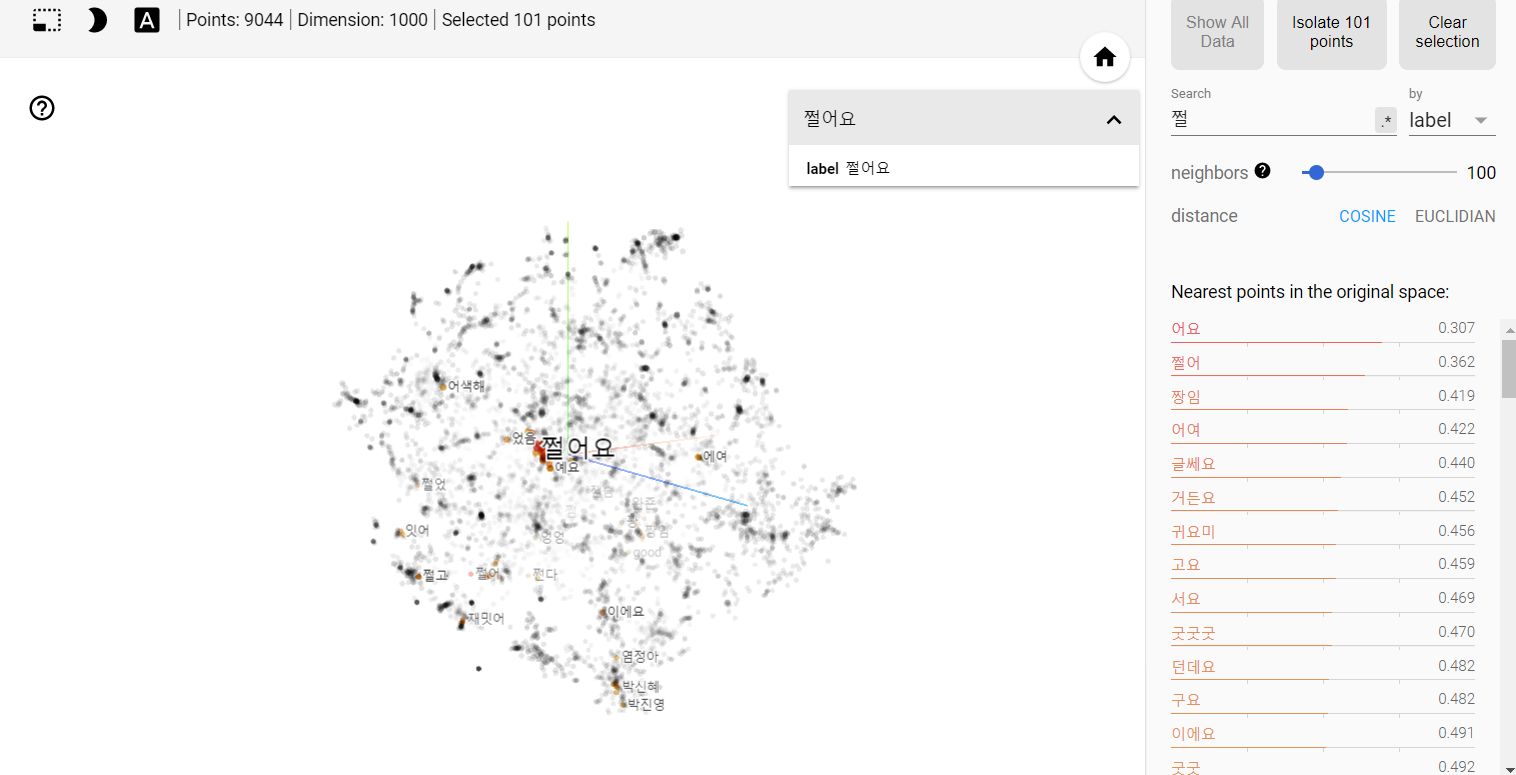 A
Points: 9044 | Dimension: 1000 | Selected 101 points
Show All Data
Isolate 101 points
Clear selection
Search
by
쩔
.*
label
neighbors
100
distance
COSINE
EUCLIDIAN
쩔어요
label 쩔어요
Nearest points in the original space:
어요 0.307
쩔어 0.362
짱임 0.419
어여 0.422
글쎄요 0.440
거든요 0.452
귀요미 0.456
고요 0.459
서요 0.469
굿굿굿 0.470
던데요 0.482
구요 0.482
이에요 0.491
굿굿 0.492
어색해
었음
쩔어요
예요
에여
쩔었
잇어
엉엉
짱임
good
쩔고
쩔어
쩐다
재밋어
이에요
염정아
박신혜
박진영